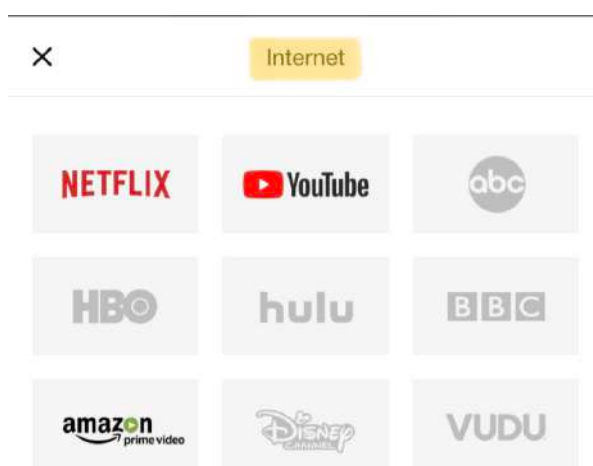 Internet
NETFLIX YouTube abc
HBO hulu BBC
amazon
prime video
DISNEY
CHANNEL
VUDU